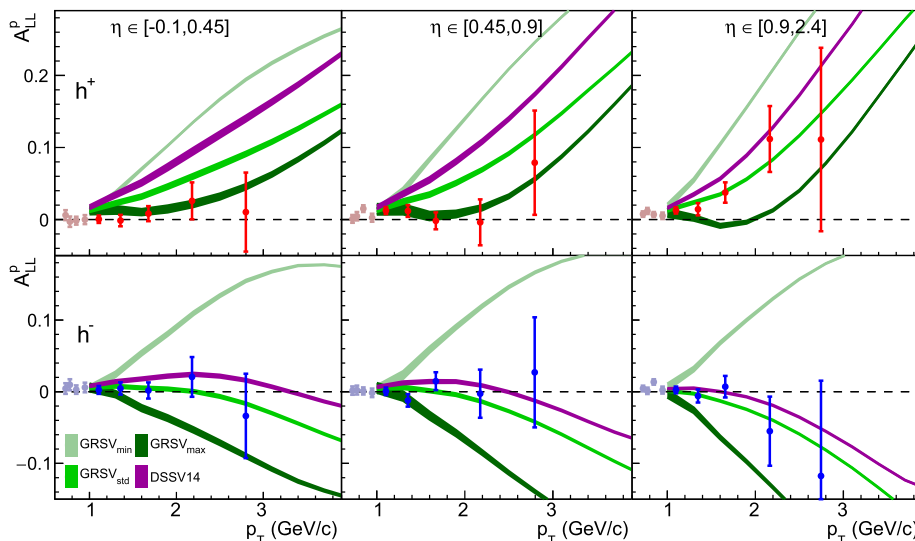 A_LL^p
η ∈ [-0.1,0.45]
η ∈ [0.45,0.9]
η ∈ [0.9,2.4]
0.2
h⁺
0.1
0
A_LL^p
0.1
h⁻
0
GRSV_min
GRSV_max
−0.1
GRSV_std
DSSV14
1 2 3 1 2 3 1 2 3
p_T (GeV/c) p_T (GeV/c) p_T (GeV/c)